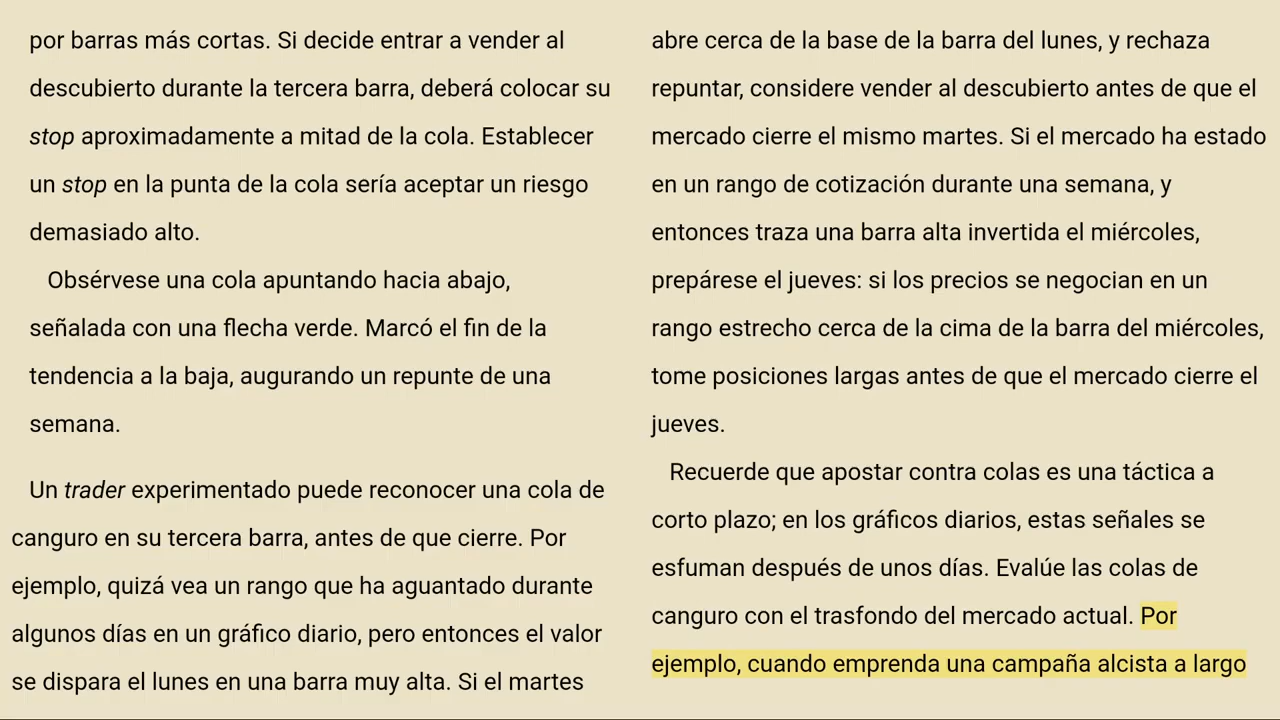 por barras más cortas. Si decide entrar a vender al
descubierto durante la tercera barra, deberá colocar su
stop aproximadamente a mitad de la cola. Establecer
un stop en la punta de la cola sería aceptar un riesgo
demasiado alto.
Obsérvese una cola apuntando hacia abajo,
señalada con una flecha verde. Marcó el fin de la
tendencia a la baja, augurando un repunte de una
semana.
Un trader experimentado puede reconocer una cola de
canguro en su tercera barra, antes de que cierre. Por
ejemplo, quizá vea un rango que ha aguantado durante
algunos días en un gráfico diario, pero entonces el valor
se dispara el lunes en una barra muy alta. Si el martes
abre cerca de la base de la barra del lunes, y rechaza
repuntar, considere vender al descubierto antes de que el
mercado cierre el mismo martes. Si el mercado ha estado
en un rango de cotización durante una semana, y
entonces traza una barra alta invertida el miércoles,
prepárese el jueves: si los precios se negocian en un
rango estrecho cerca de la cima de la barra del miércoles,
tome posiciones largas antes de que el mercado cierre el
jueves.
Recuerde que apostar contra colas es una táctica a
corto plazo; en los gráficos diarios, estas señales se
esfuman después de unos días. Evalúe las colas de
canguro con el trasfondo del mercado actual. Por
ejemplo, cuando emprenda una campaña alcista a largo